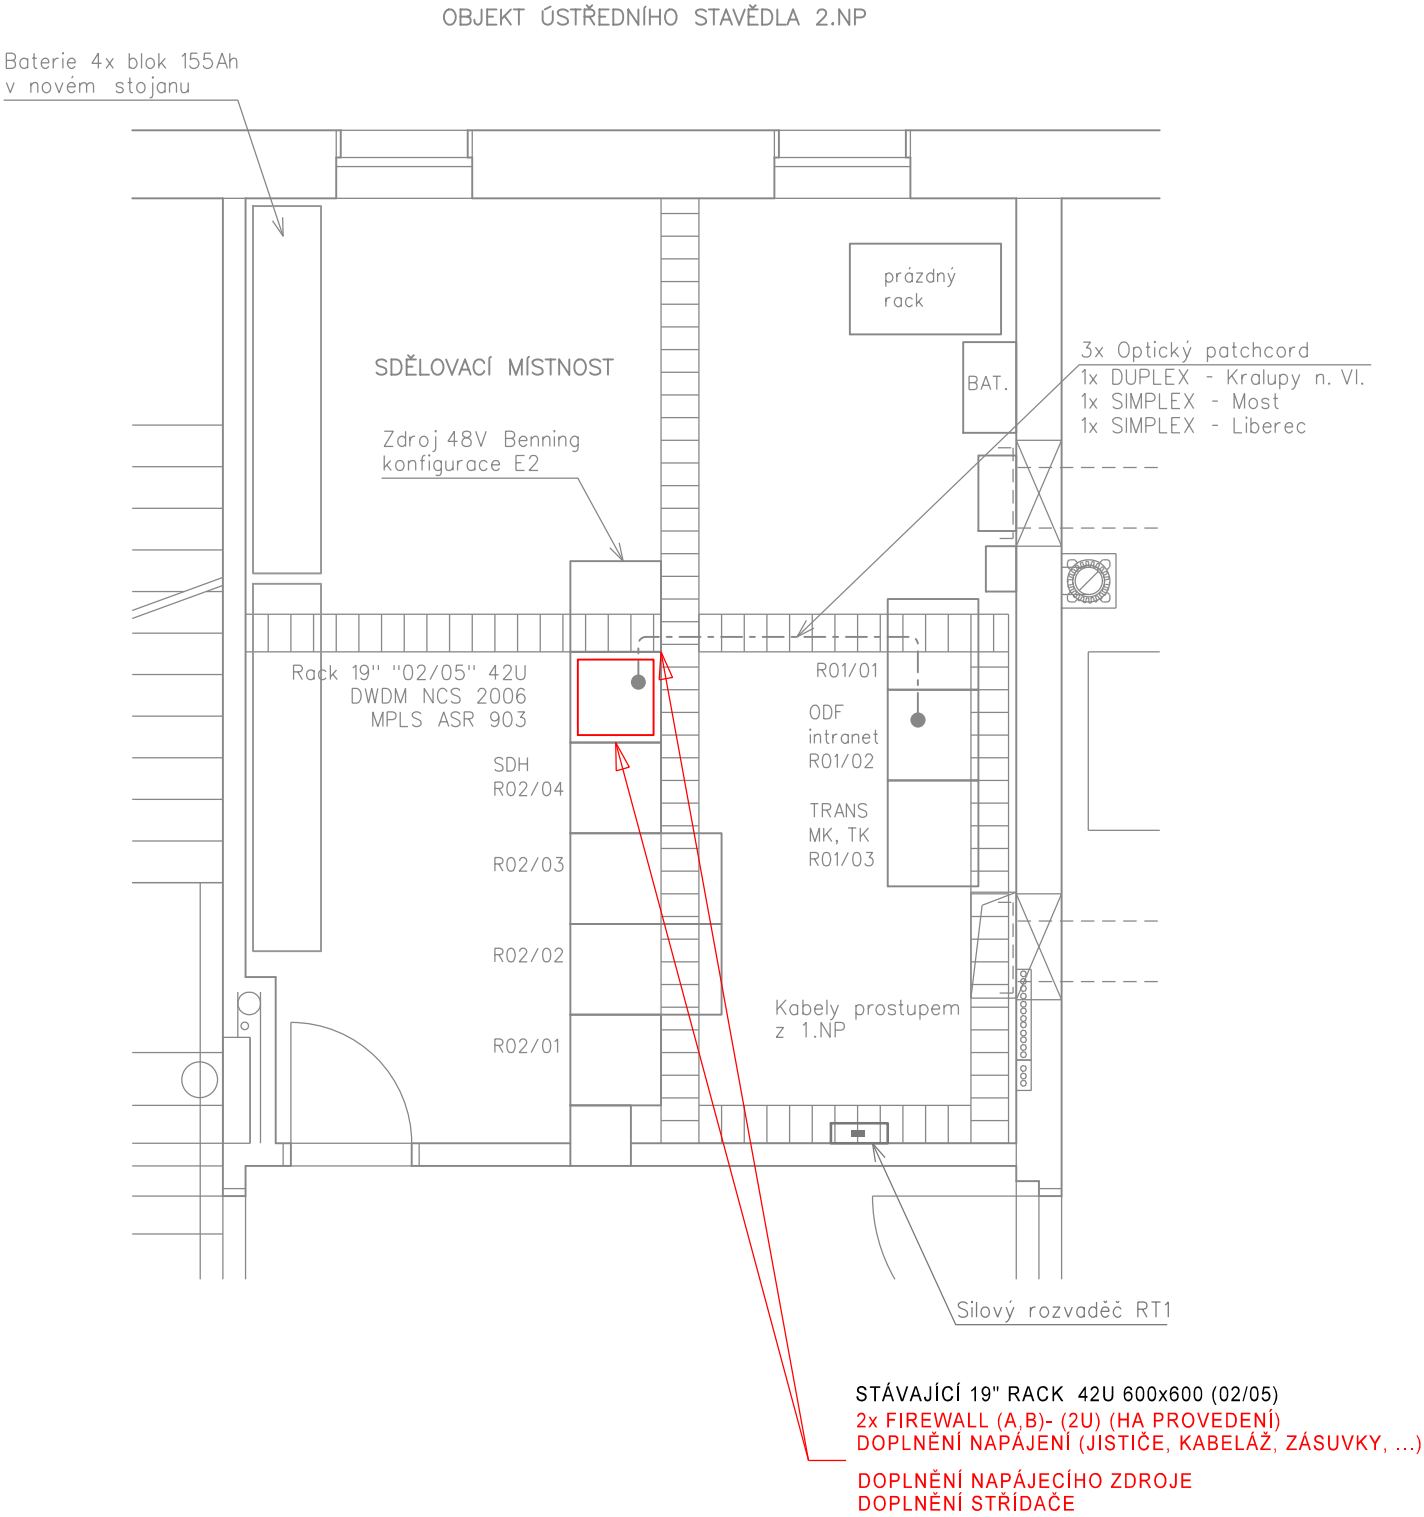 OBJEKT ÚSTŘEDNÍHO STAVĚDLA 2.NP
Baterie 4x blok 155Ah
v novém stojanu
prázdný
rack
SDĚLOVACÍ MÍSTNOST
BAT.
3x Optický patchcord
1x DUPLEX - Kralupy n. Vl.
1x SIMPLEX - Most
1x SIMPLEX - Liberec
Zdroj 48V Benning
konfigurace E2
Rack 19'' "02/05" 42U
DWDM NCS 2006
MPLS ASR 903
R01/01
ODF
intranet
R01/02
SDH
R02/04
TRANS
MK, TK
R01/03
R02/03
R02/02
Kabely prostupem
z 1.NP
R02/01
Silový rozvaděč RT1
STÁVAJÍCÍ 19" RACK 42U 600x600 (02/05)
2x FIREWALL (A,B)- (2U) (HA PROVEDENÍ)
DOPLNĚNÍ NAPÁJENÍ (JISTIČE, KABELÁŽ, ZÁSUVKY, ...)
DOPLNĚNÍ NAPÁJECÍHO ZDROJE
DOPLNĚNÍ STŘÍDAČE